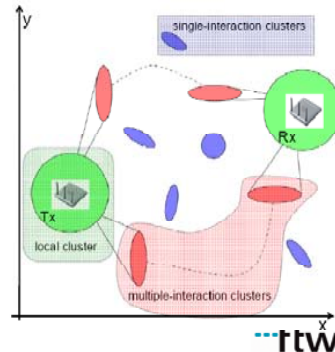 y
single-interaction clusters
Rx
Tx
local cluster
multiple-interaction clusters
x
ftw